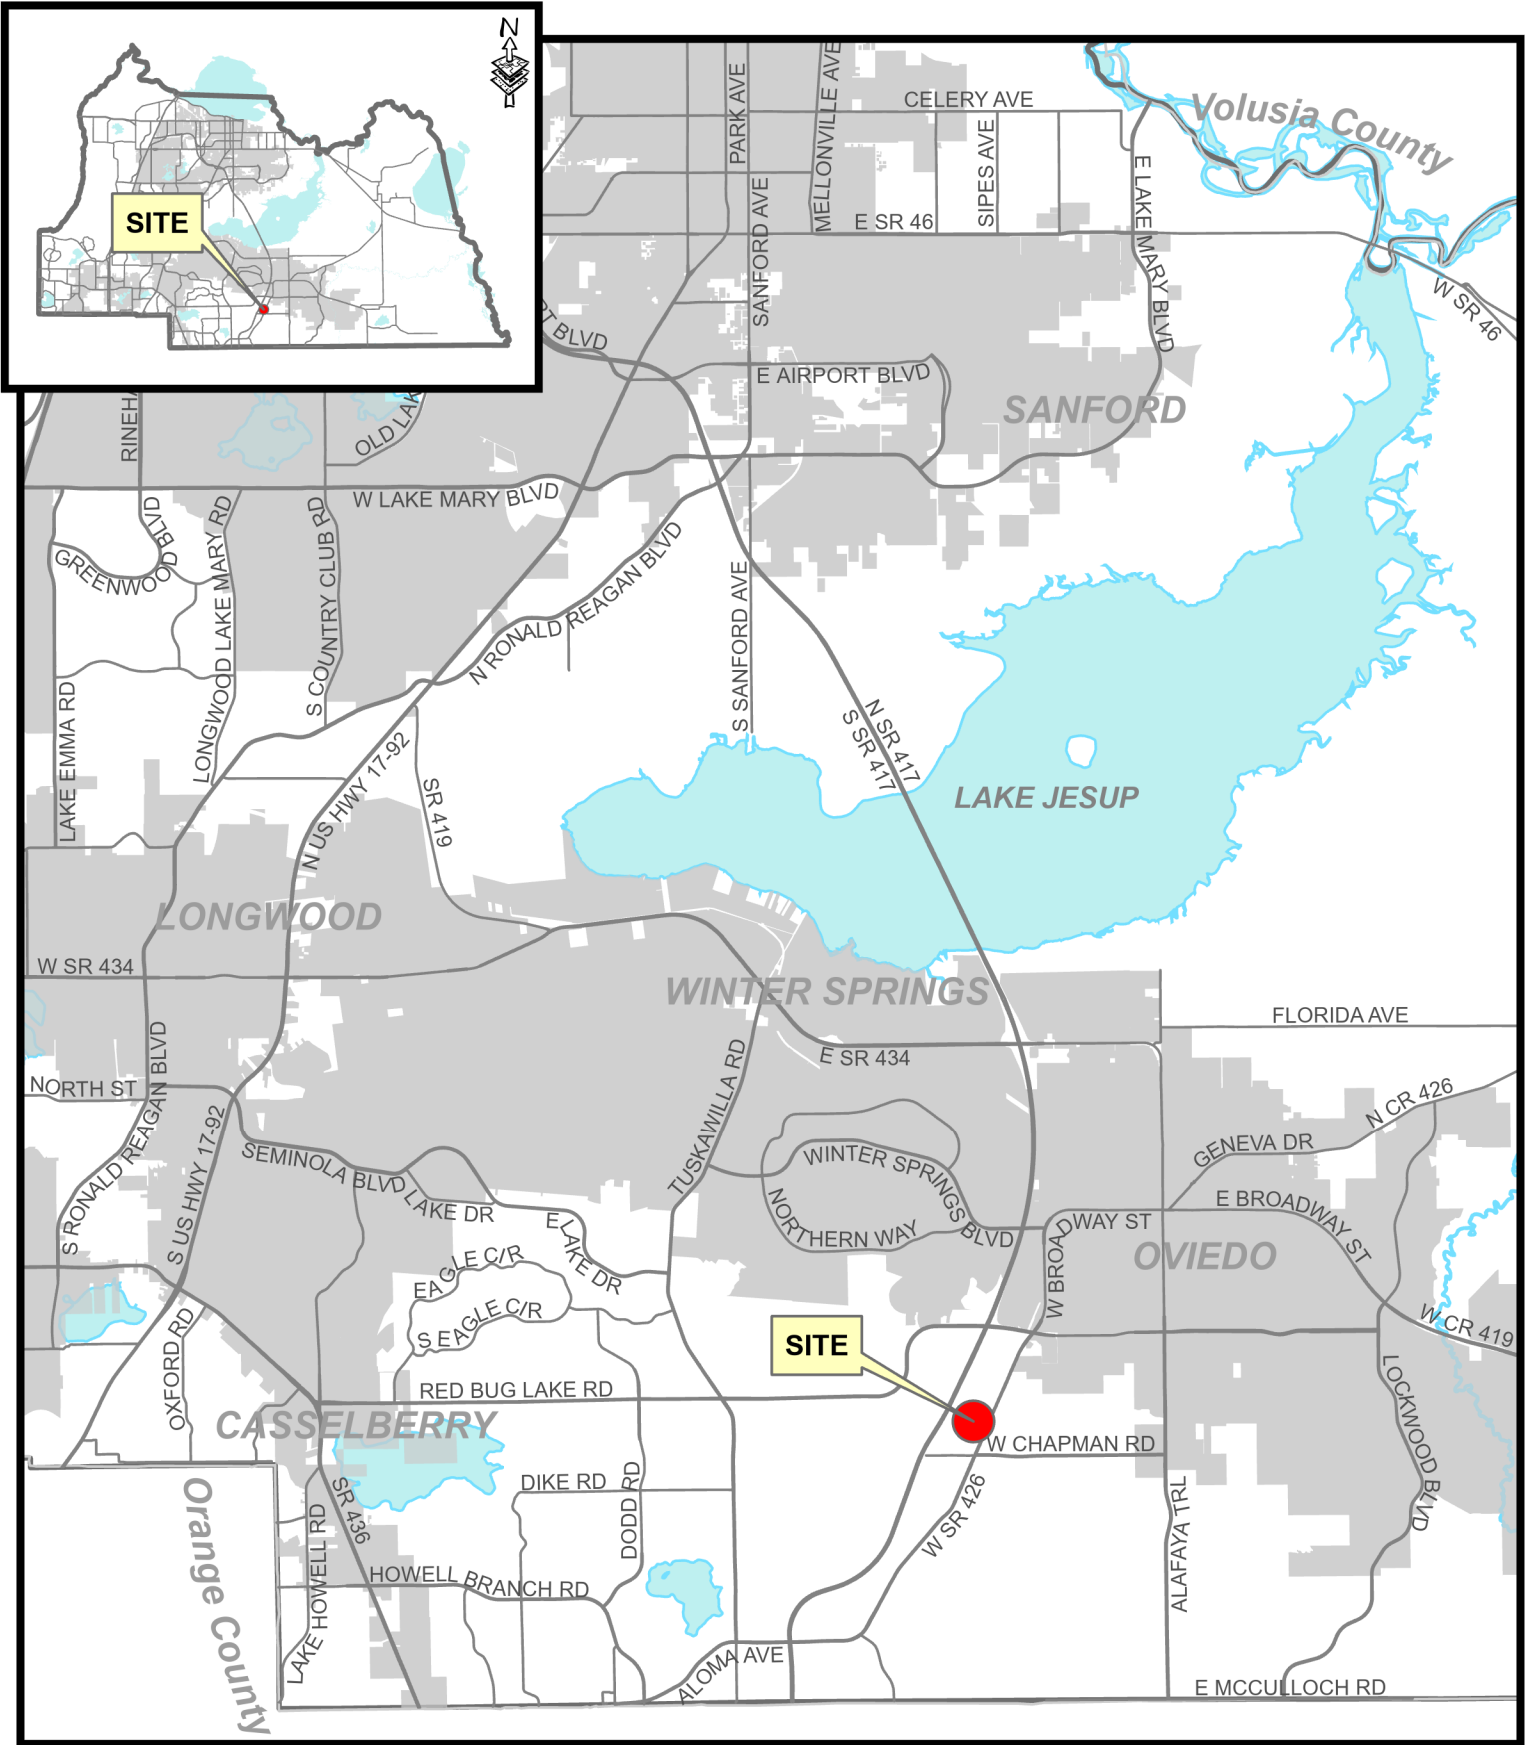 N
SITE
Volusia County
CELERY AVE
PARK AVE
MELLONVILLE AVE
SIPES AVE
E LAKE MARY BLVD
SANFORD AVE
E SR 46
W SR 46
RT BLVD
E AIRPORT BLVD
SANFORD
RINEHA
OLD LAK
W LAKE MARY BLVD
GREENWOOD BLVD
LONGWOOD LAKE MARY RD
S COUNTRY CLUB RD
N RONALD REAGAN BLVD
S SANFORD AVE
LAKE EMMA RD
N US HWY 17-92
SR 419
N SR 417
S SR 417
LAKE JESUP
LONGWOOD
W SR 434
WINTER SPRINGS
FLORIDA AVE
E SR 434
NORTH ST
S RONALD REAGAN BLVD
S US HWY 17-92
SEMINOLA BLVD
LAKE DR
E LAKE DR
TUSKAWILLA RD
WINTER SPRINGS BLVD
NORTHERN WAY
N CR 426
GENEVA DR
E BROADWAY ST
W BROADWAY ST
OVIEDO
EAGLE C/R
S EAGLE C/R
W CR 419
SITE
OXFORD RD
RED BUG LAKE RD
CASSELBERRY
W CHAPMAN RD
LOCKWOOD BLVD
DIKE RD
DODD RD
SR 436
W SR 426
ALAFAYA TRL
Orange County
LAKE HOWELL RD
HOWELL BRANCH RD
ALOMA AVE
E MCCULLOCH RD